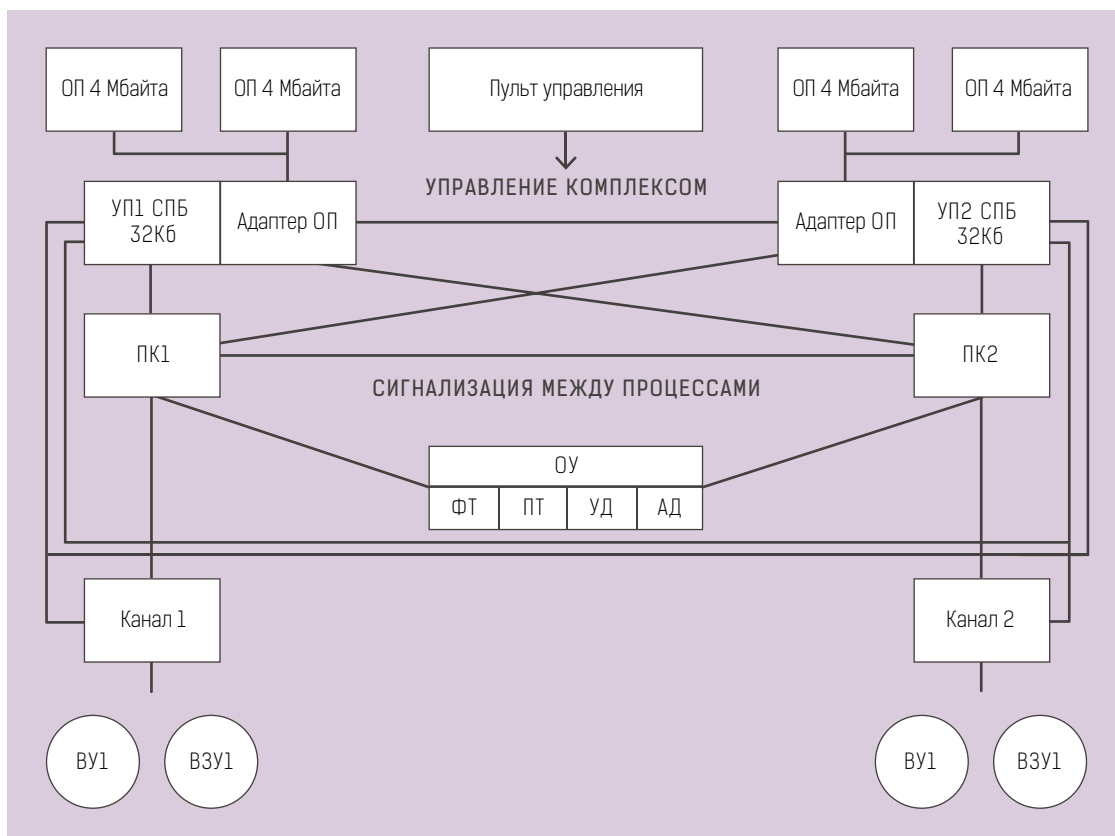 ОП 4 Мбайта
ОП 4 Мбайта
Пульт управления
ОП 4 Мбайта
ОП 4 Мбайта
УПРАВЛЕНИЕ КОМПЛЕКСОМ
УП1 СПБ
32Кб
Адаптер ОП
Адаптер ОП
УП2 СПБ
32Кб
ПК1
ПК2
СИГНАЛИЗАЦИЯ МЕЖДУ ПРОЦЕССАМИ
ОУ
ФТ
ПТ
УД
АД
Канал 1
Канал 2
ВУ1
ВЗУ1
ВУ1
ВЗУ1